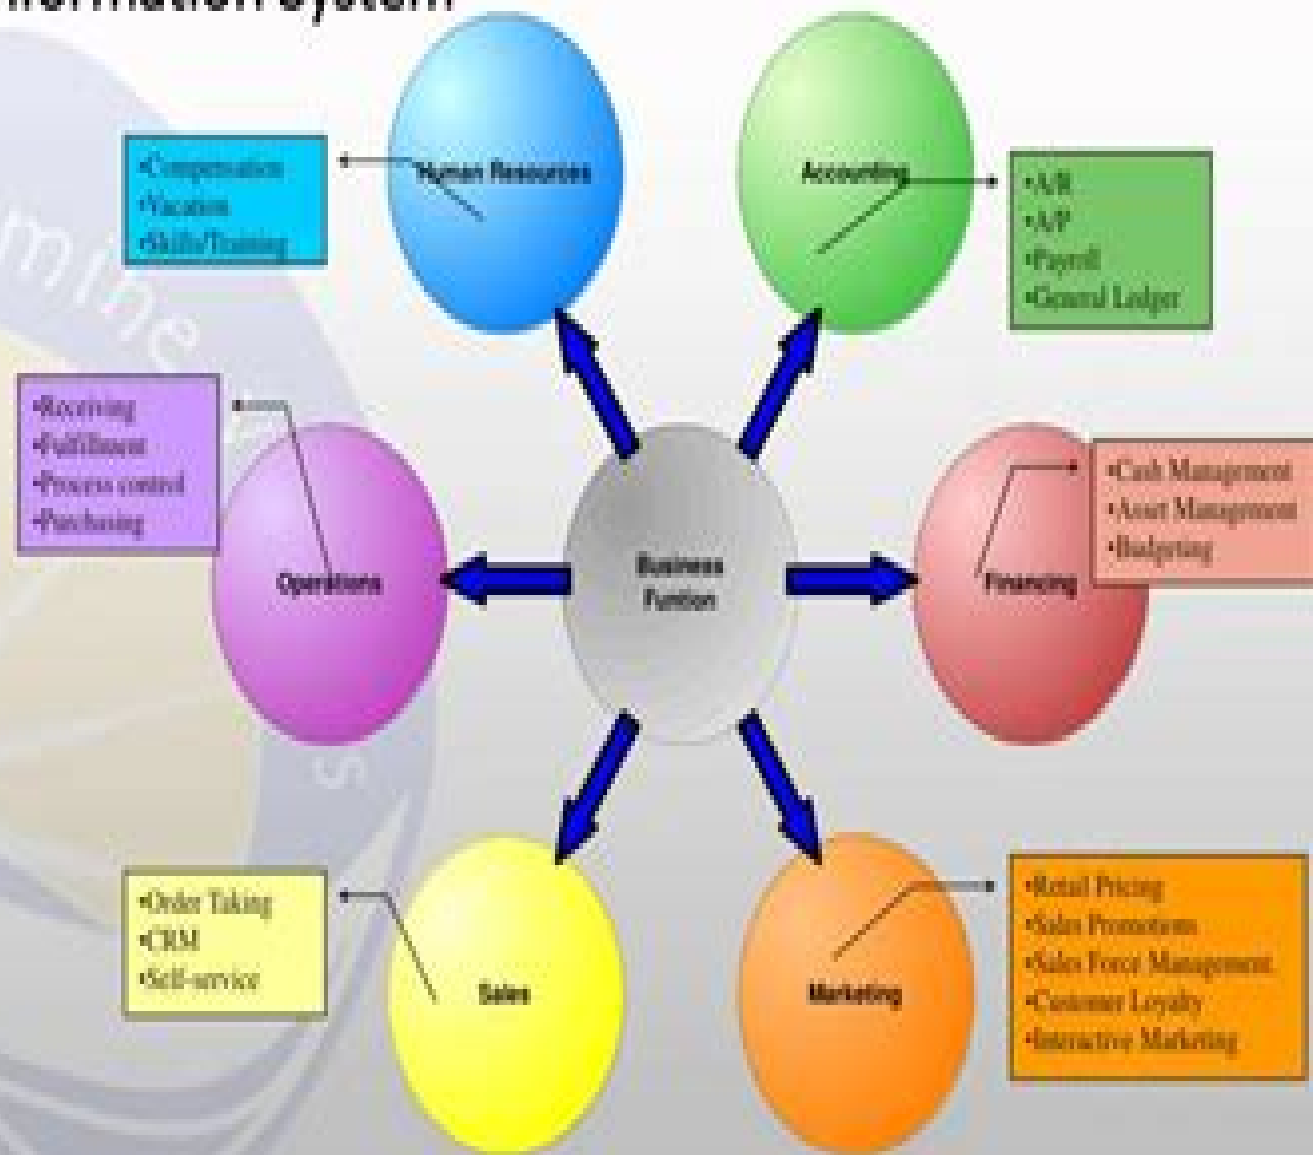 nformation System
Human Resources
•Compensation
•Vacation
•Skills/Training
Accounting
•A/R
•A/P
•Payroll
•General Ledger
•Receiving
•Fulfillment
•Process control
•Purchasing
Operations
Business
Funtion
Financing
•Cash Management
•Asset Management
•Budgeting
•Order Taking
•CRM
•Self-service
Sales
Marketing
•Retail Pricing
•Sales Promotions
•Sales Force Management
•Customer Loyalty
•Interactive Marketing